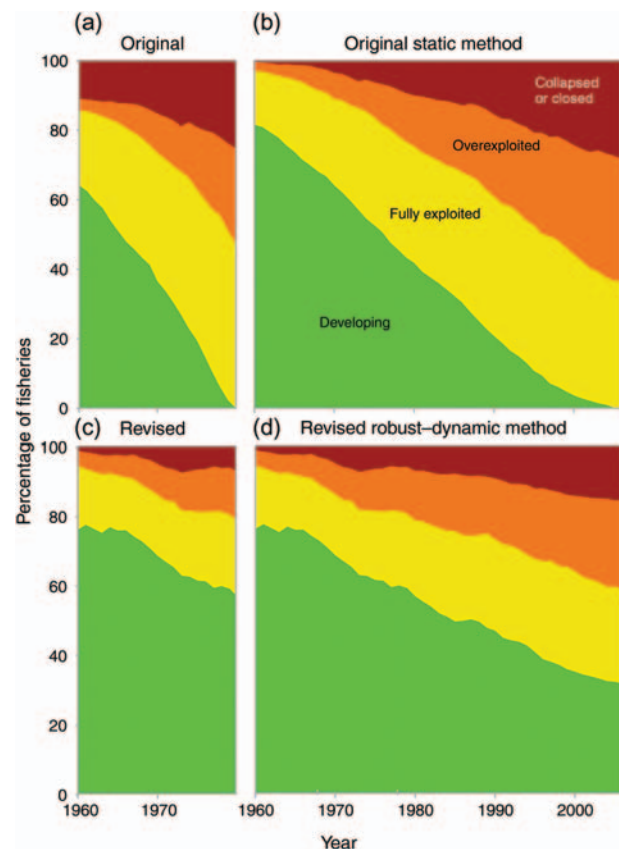 (a) Original
(b) Original static method
100
80
60
40
20
0
Collapsed
or closed
Overexploited
Fully exploited
Developing
Percentage of fisheries
(c) Revised
(d) Revised robust–dynamic method
100
80
60
40
20
0
1960 1970
1960 1970 1980 1990 2000
Year